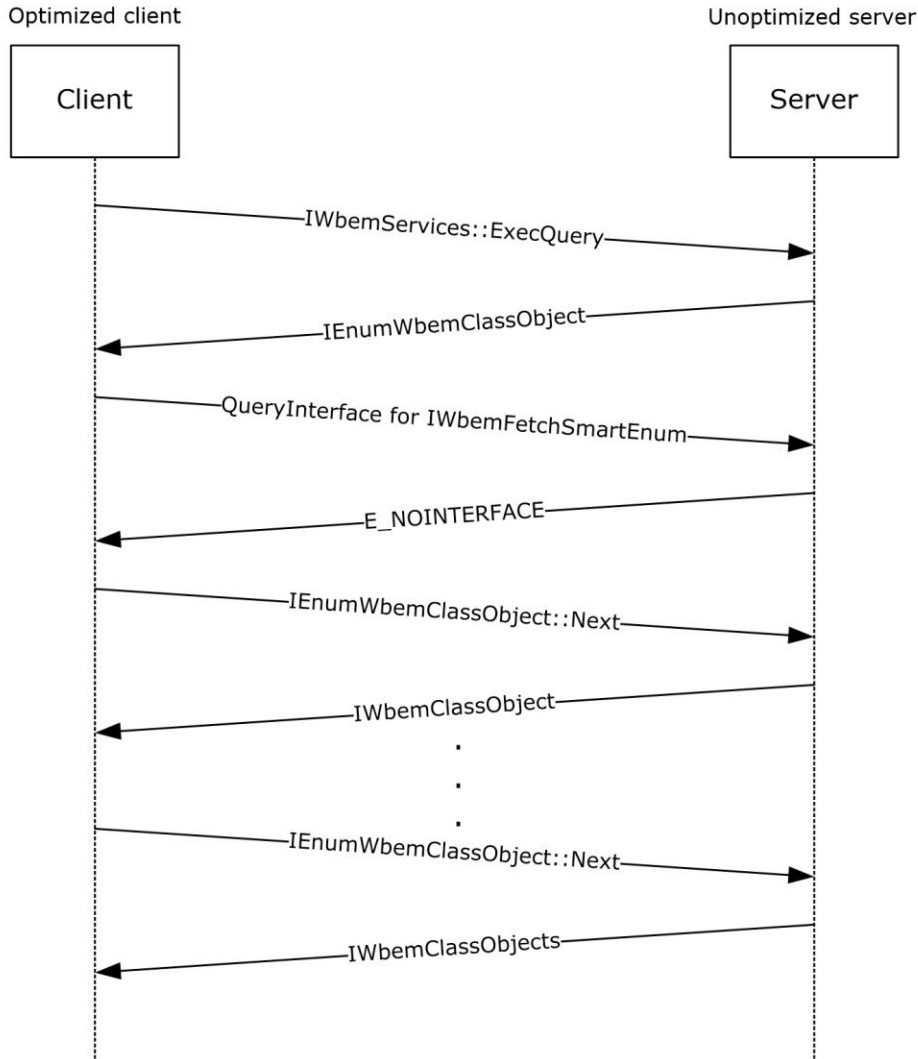 Optimized client
Unoptimized server
Client
Server
IWbemServices::ExecQuery
IEnumWbemClassObject
QueryInterface for IWbemFetchSmartEnum
E_NOINTERFACE
IEnumWbemClassObject::Next
IWbemClassObject
.
.
.
IEnumWbemClassObject::Next
IWbemClassObjects